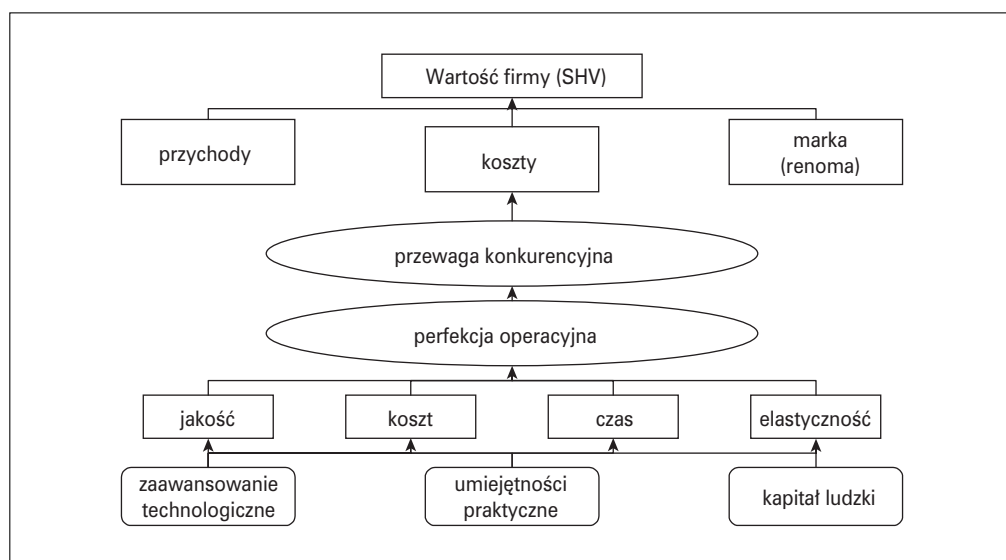 Wartość firmy (SHV)
przychody
koszty
marka
(renoma)
przewaga konkurencyjna
perfekcja operacyjna
jakość
koszt
czas
elastyczność
zaawansowanie
technologiczne
umiejętności
praktyczne
kapitał ludzki